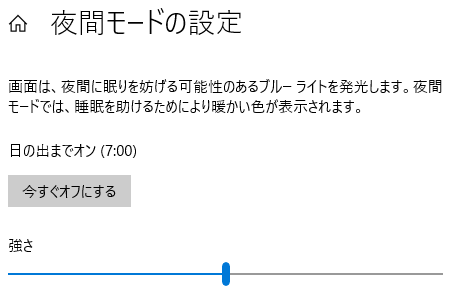 夜間モードの設定
画面は、夜間に眠りを妨げる可能性のあるブルー ライトを発光します。夜間
モードでは、睡眠を助けるためにより暖かい色が表示されます。
日の出までオン (7:00)
今すぐオフにする
強さ